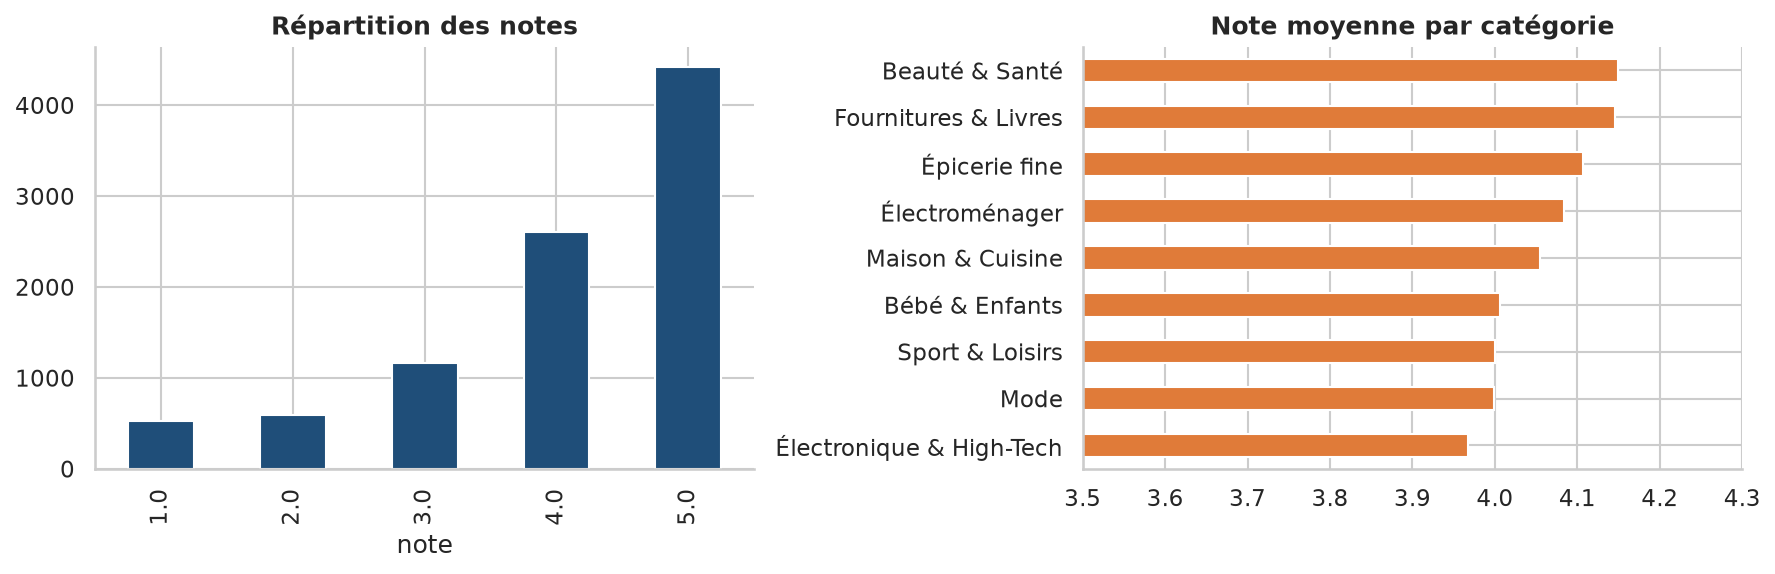 Répartition des notes
4000
3000
2000
1000
0
1.0
2.0
3.0
4.0
5.0
note
Note moyenne par catégorie
Beauté & Santé
Fournitures & Livres
Épicerie fine
Électroménager
Maison & Cuisine
Bébé & Enfants
Sport & Loisirs
Mode
Électronique & High-Tech
3.5 3.6 3.7 3.8 3.9 4.0 4.1 4.2 4.3